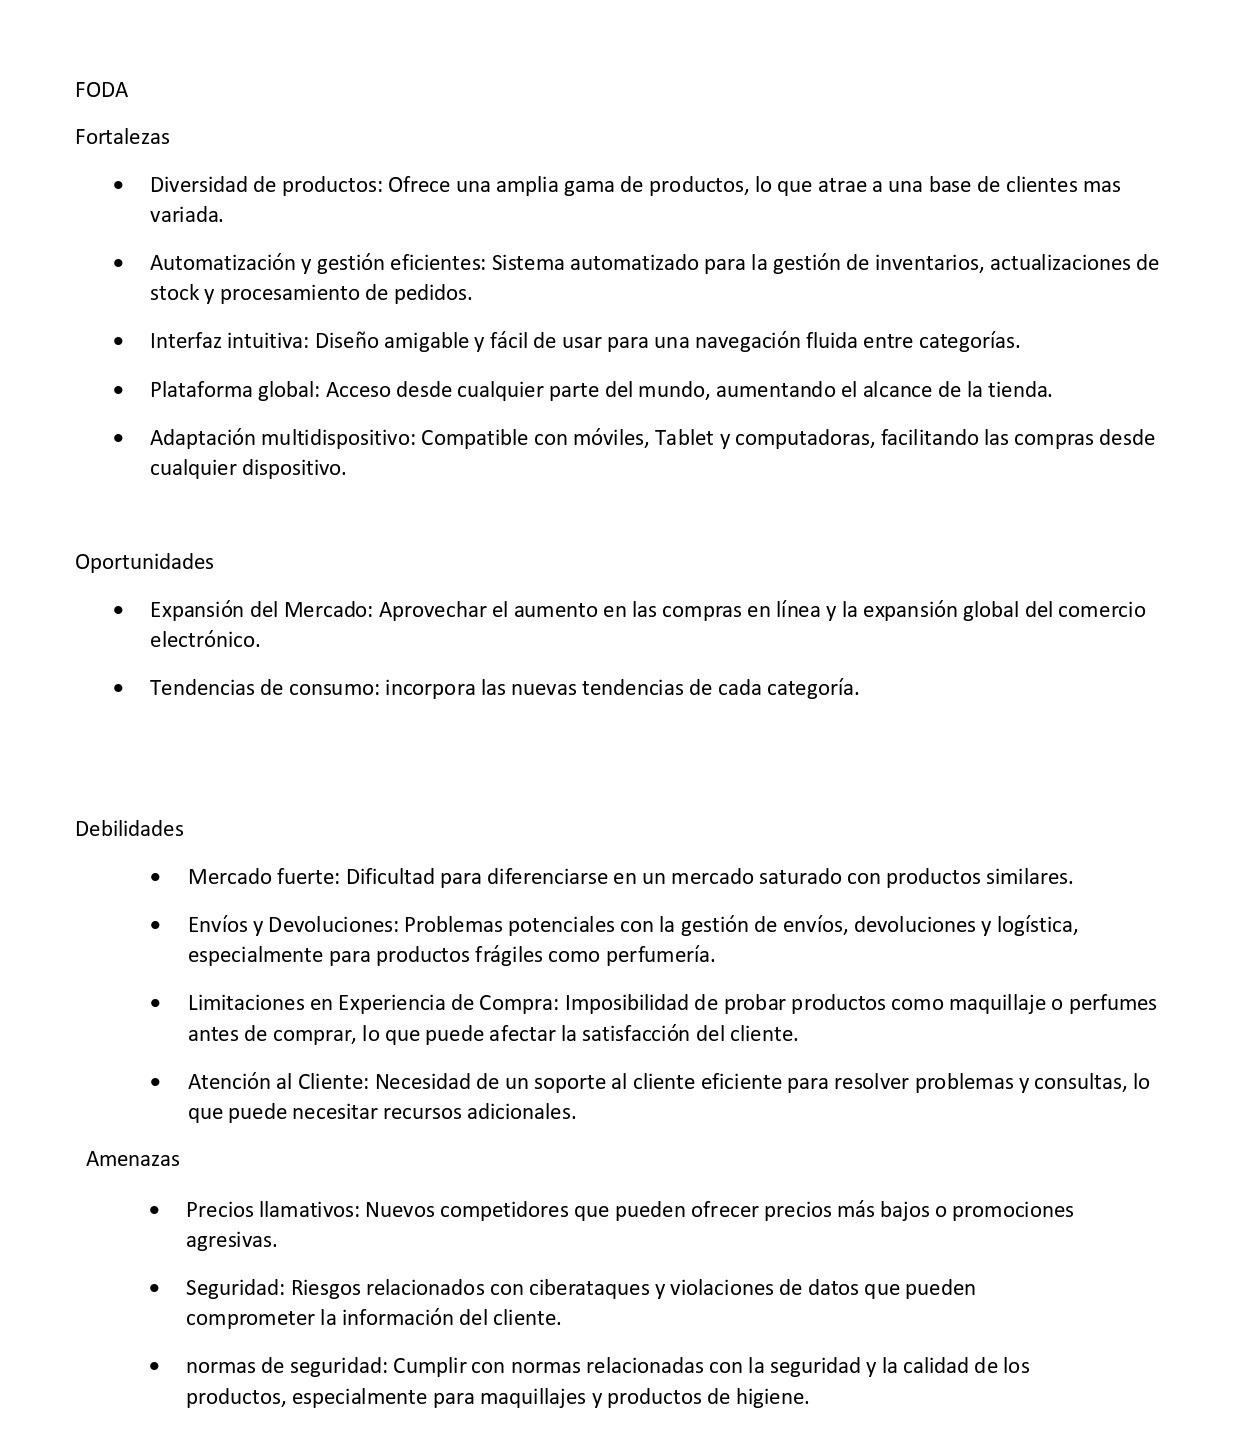 FODA
Fortalezas
• Diversidad de productos: Ofrece una amplia gama de productos, lo que atrae a una base de clientes mas
variada.
• Automatización y gestión eficientes: Sistema automatizado para la gestión de inventarios, actualizaciones de
stock y procesamiento de pedidos.
• Interfaz intuitiva: Diseño amigable y fácil de usar para una navegación fluida entre categorías.
• Plataforma global: Acceso desde cualquier parte del mundo, aumentando el alcance de la tienda.
• Adaptación multidispositivo: Compatible con móviles, Tablet y computadoras, facilitando las compras desde
cualquier dispositivo.
Oportunidades
• Expansión del Mercado: Aprovechar el aumento en las compras en línea y la expansión global del comercio
electrónico.
• Tendencias de consumo: incorpora las nuevas tendencias de cada categoría.
Debilidades
• Mercado fuerte: Dificultad para diferenciarse en un mercado saturado con productos similares.
• Envíos y Devoluciones: Problemas potenciales con la gestión de envíos, devoluciones y logística,
especialmente para productos frágiles como perfumería.
• Limitaciones en Experiencia de Compra: Imposibilidad de probar productos como maquillaje o perfumes
antes de comprar, lo que puede afectar la satisfacción del cliente.
• Atención al Cliente: Necesidad de un soporte al cliente eficiente para resolver problemas y consultas, lo
que puede necesitar recursos adicionales.
Amenazas
• Precios llamativos: Nuevos competidores que pueden ofrecer precios más bajos o promociones
agresivas.
• Seguridad: Riesgos relacionados con ciberataques y violaciones de datos que pueden
comprometer la información del cliente.
• normas de seguridad: Cumplir con normas relacionadas con la seguridad y la calidad de los
productos, especialmente para maquillajes y productos de higiene.